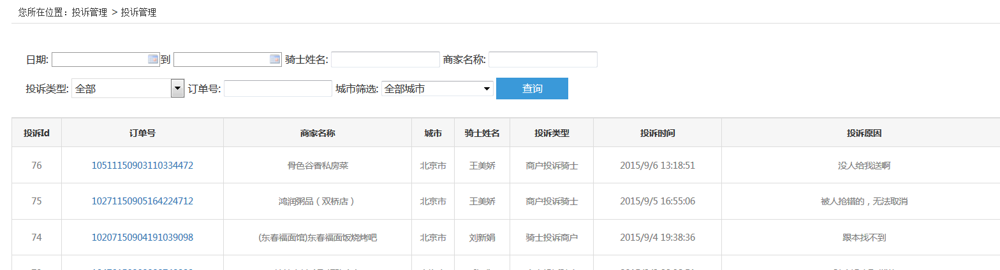 您所在位置：投诉管理 > 投诉管理
日期: 到 骑士姓名: 商家名称:
投诉类型: 全部 订单号: 城市筛选: 全部城市 查询
投诉Id 订单号 商家名称 城市 骑士姓名 投诉类型 投诉时间 投诉原因
76 10511150903110334472 骨色谷香私房菜 北京市 王美娇 商户投诉骑士 2015/9/6 13:18:51 没人给我送啊
75 10271150905164224712 鸿润粥品（双桥店） 北京市 王美娇 商户投诉骑士 2015/9/5 16:55:06 被人抢错的，无法取消
74 10207150904191039098 (东春福面馆)东春福面饭烧烤吧 北京市 刘新娟 骑士投诉商户 2015/9/4 19:38:36 跟本找不到